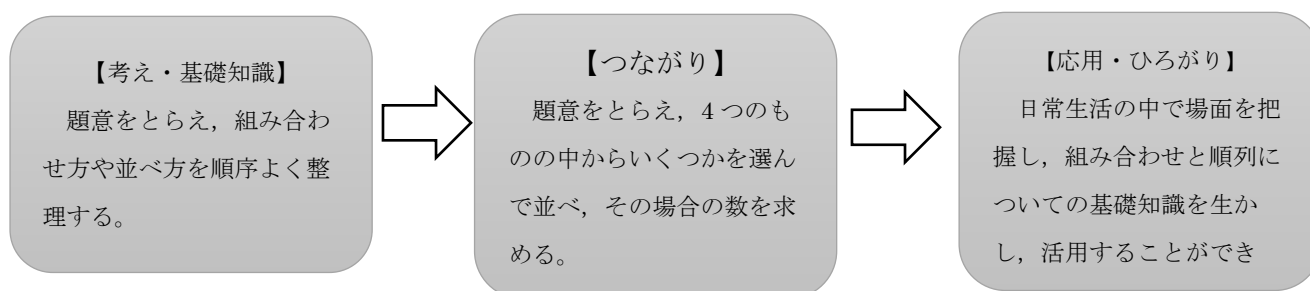 【考え・基礎知識】
題意をとらえ，組み合わ
せ方や並べ方を順序よく整
理する。
【つながり】
題意をとらえ，4 つのも
のの中からいくつかを選ん
で並べ，その場合の数を求
める。
【応用・ひろがり】
日常生活の中で場面を把
握し，組み合わせと順列に
ついての基礎知識を生か
し，活用することができ